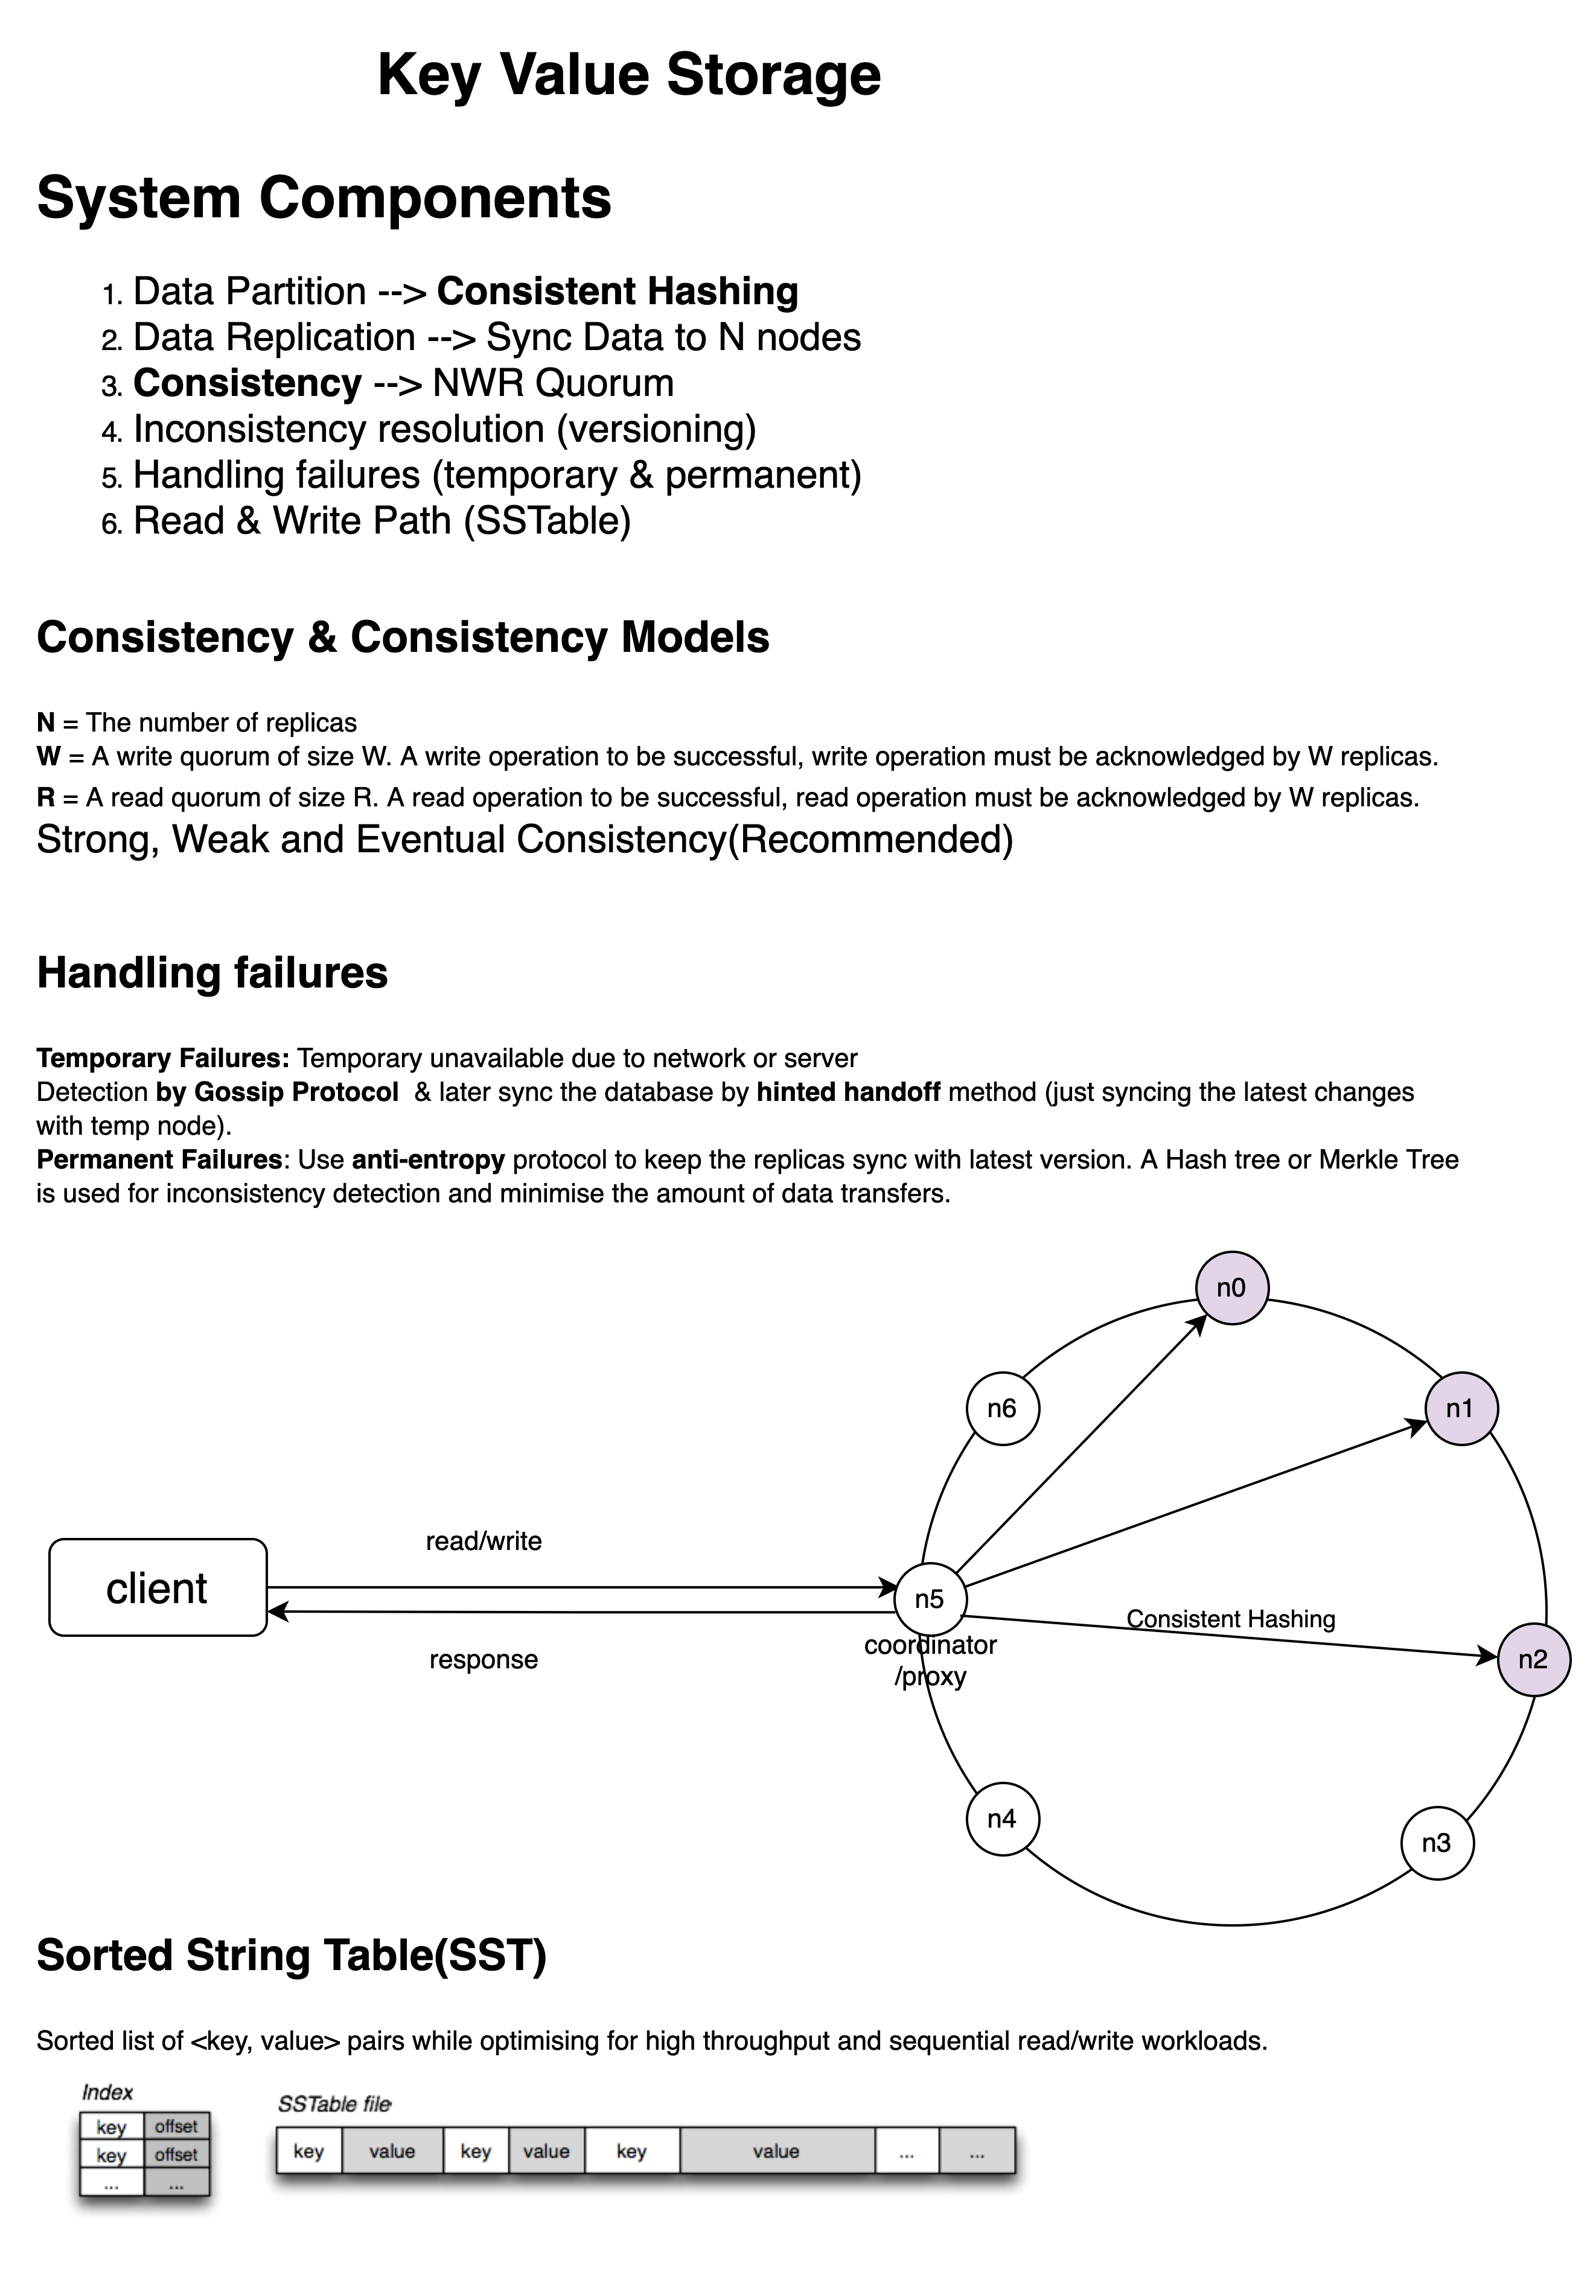 Key Value Storage
System Components
1. Data Partition --> Consistent Hashing
2. Data Replication --> Sync Data to N nodes
3. Consistency --> NWR Quorum
4. Inconsistency resolution (versioning)
5. Handling failures (temporary & permanent)
6. Read & Write Path (SSTable)
Consistency & Consistency Models
N = The number of replicas
W = A write quorum of size W. A write operation to be successful, write operation must be acknowledged by W replicas.
R = A read quorum of size R. A read operation to be successful, read operation must be acknowledged by W replicas.
Strong, Weak and Eventual Consistency(Recommended)
Handling failures
Temporary Failures: Temporary unavailable due to network or server
Detection by Gossip Protocol & later sync the database by hinted handoff method (just syncing the latest changes
with temp node).
Permanent Failures: Use anti-entropy protocol to keep the replicas sync with latest version. A Hash tree or Merkle Tree
is used for inconsistency detection and minimise the amount of data transfers.
n0
n6
n1
read/write
client
n5
Consistent Hashing
coordinator
/proxy
response
n2
n4
n3
Sorted String Table(SST)
Sorted list of <key, value> pairs while optimising for high throughput and sequential read/write workloads.
Index
key offset
key offset
... ...
SSTable file
key value key value key value ... ...